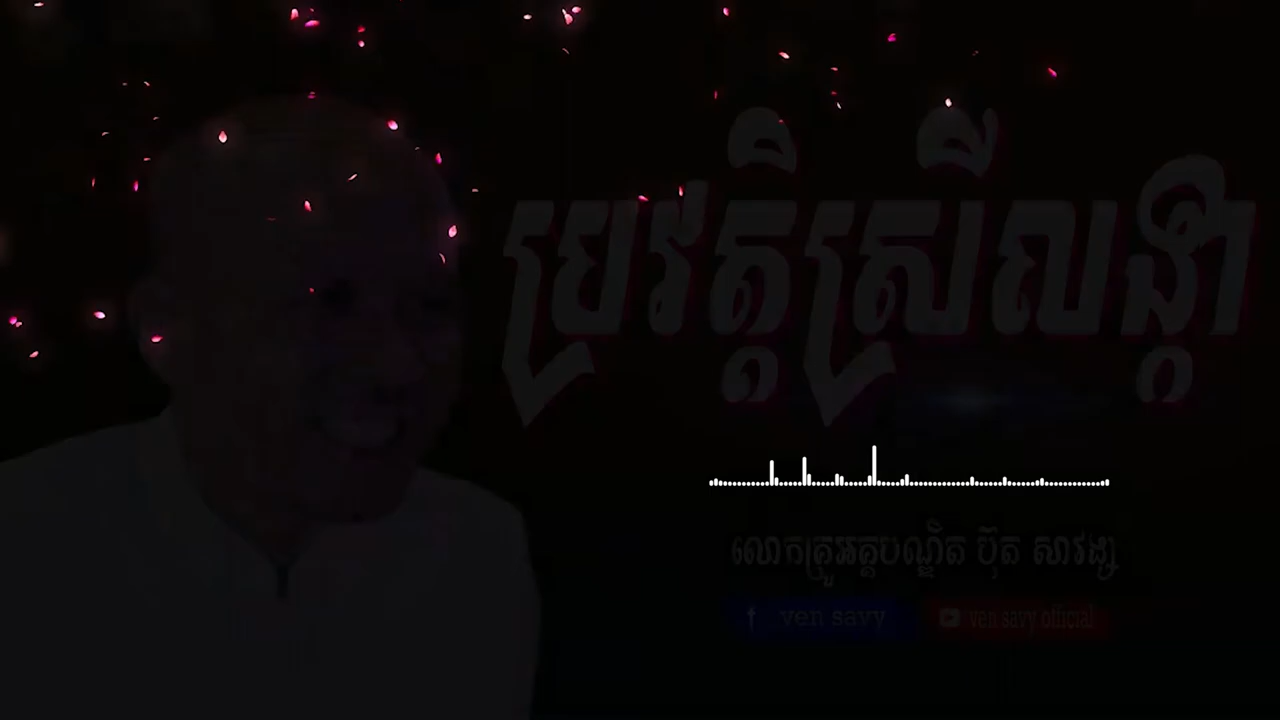 ប្រវត្តិស្រីលង្កា
លោកគ្រូអគ្គបណ្ឌិត ប៊ុត សាវង្ស
ven savy
ven savy official